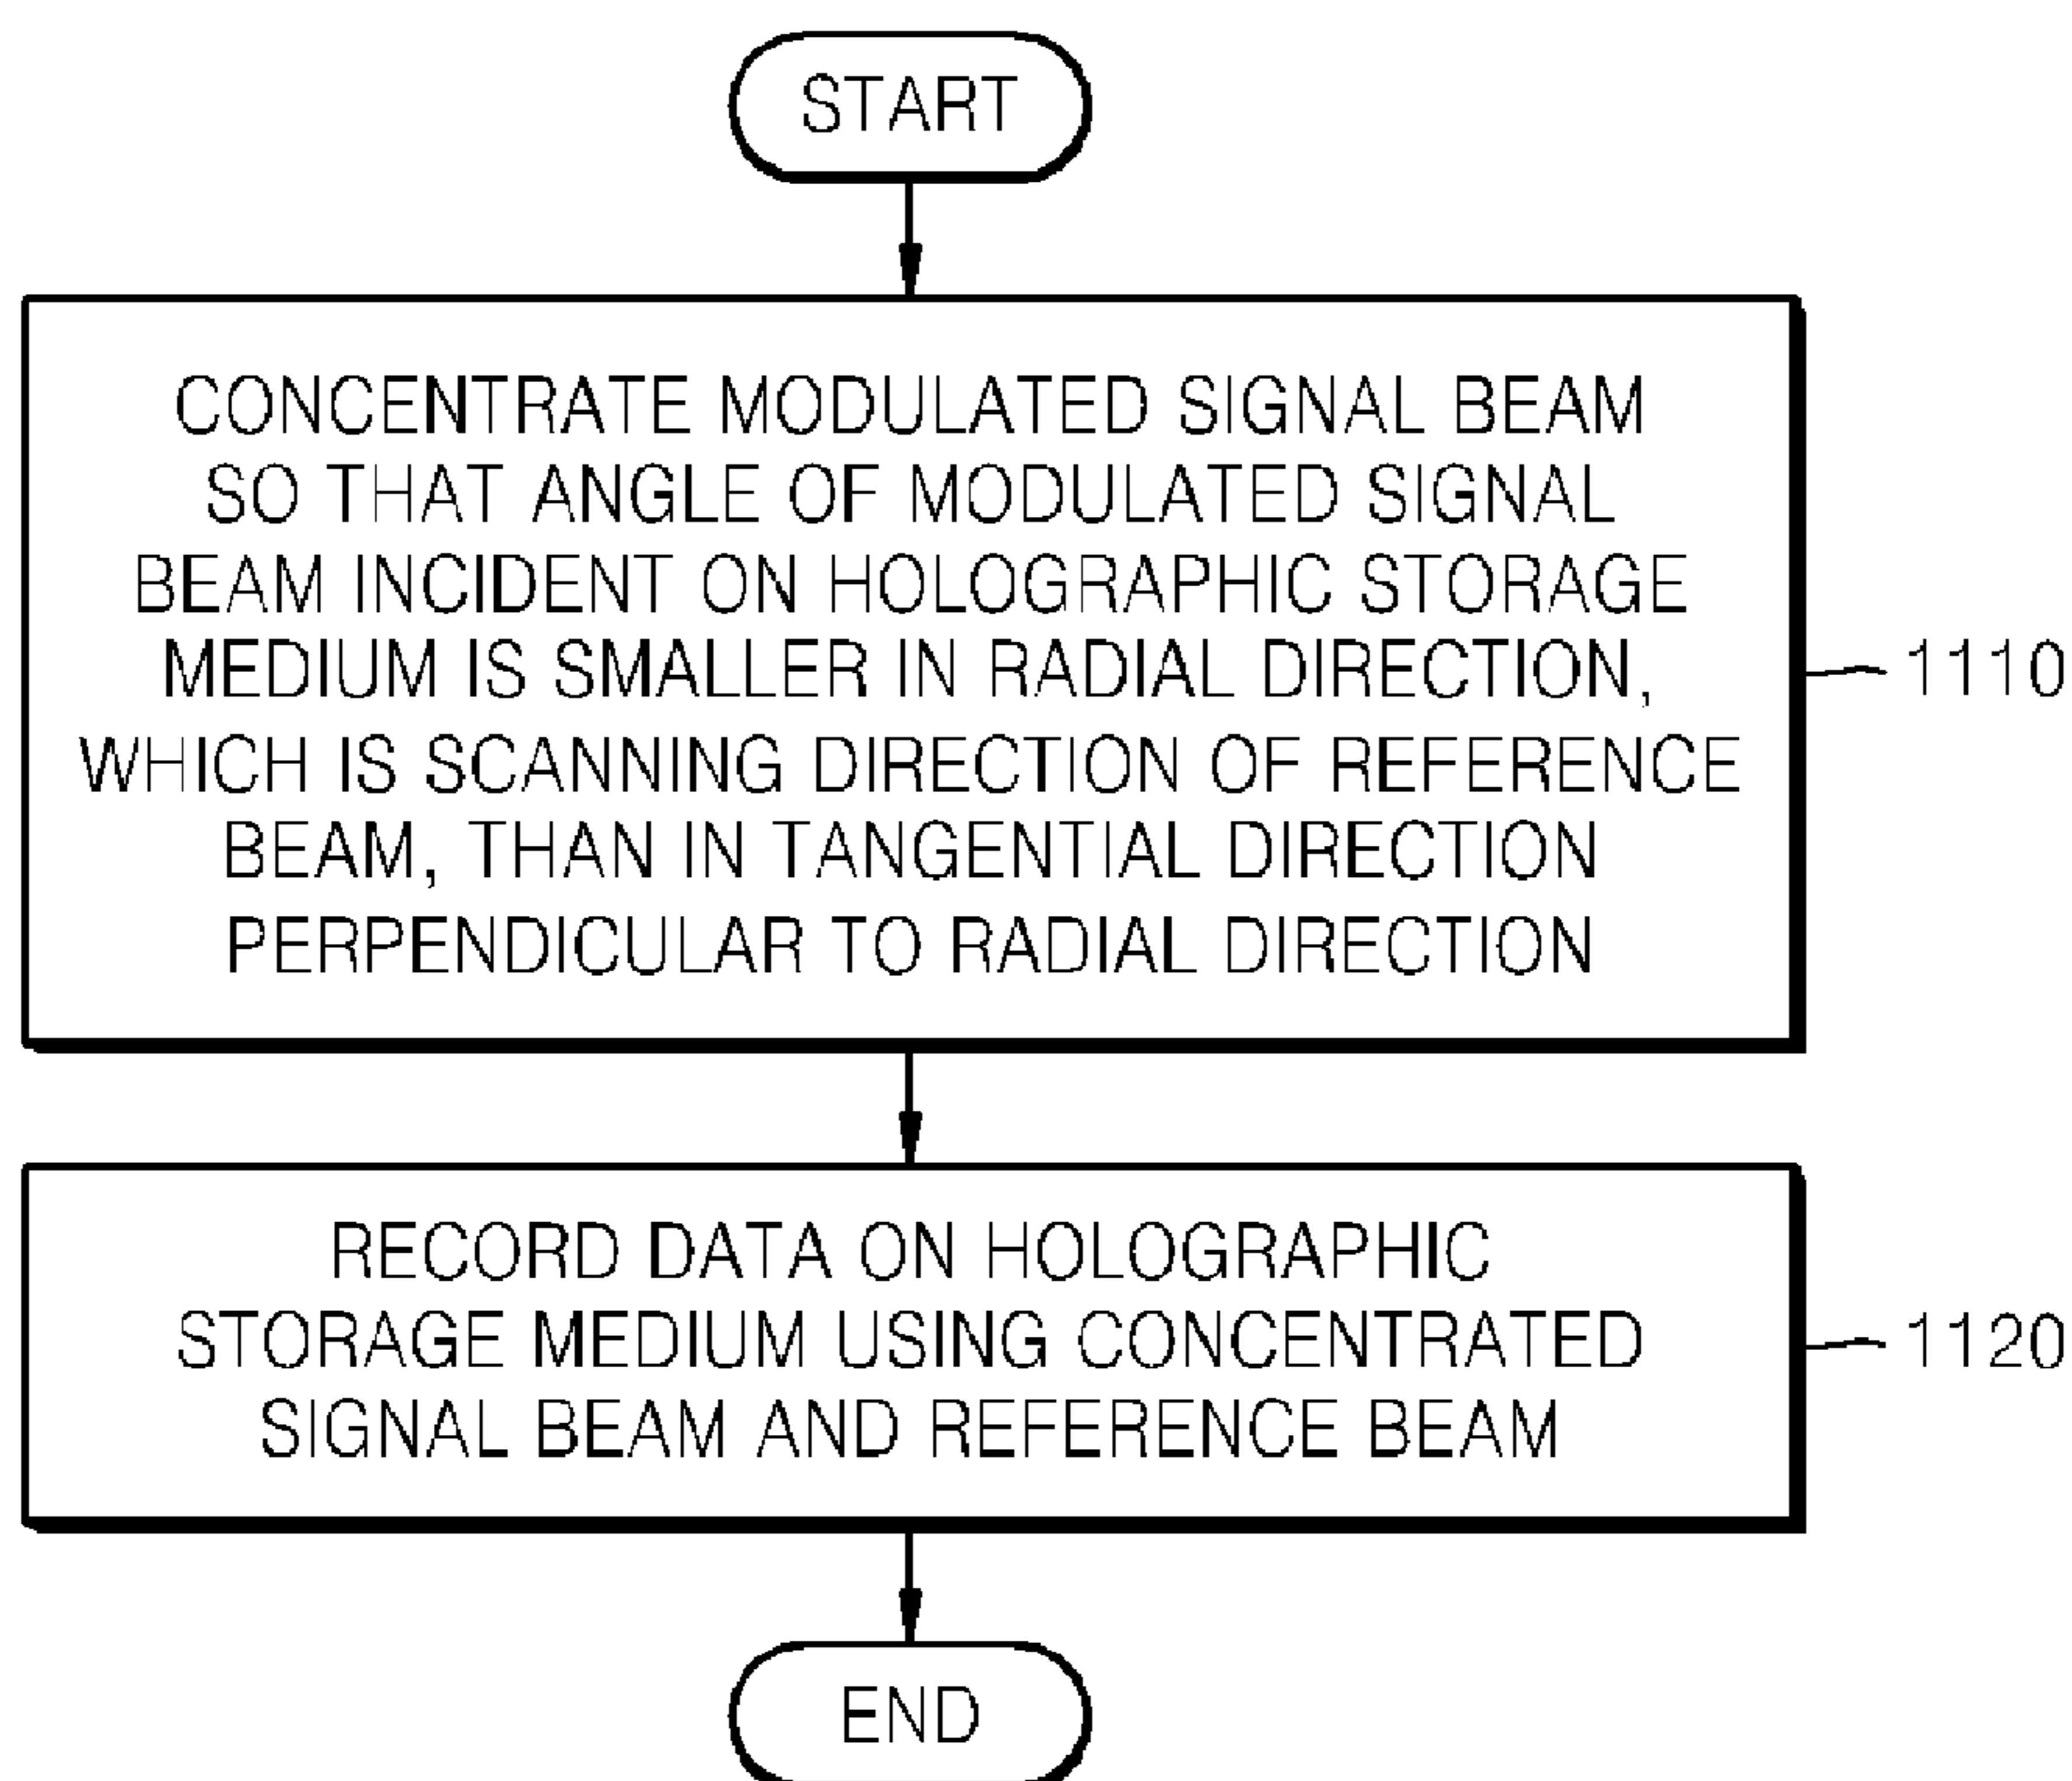 START
CONCENTRATE MODULATED SIGNAL BEAM
SO THAT ANGLE OF MODULATED SIGNAL
BEAM INCIDENT ON HOLOGRAPHIC STORAGE
MEDIUM IS SMALLER IN RADIAL DIRECTION,
WHICH IS SCANNING DIRECTION OF REFERENCE
BEAM, THAN IN TANGENTIAL DIRECTION
PERPENDICULAR TO RADIAL DIRECTION
1110
RECORD DATA ON HOLOGRAPHIC
STORAGE MEDIUM USING CONCENTRATED
SIGNAL BEAM AND REFERENCE BEAM
1120
END